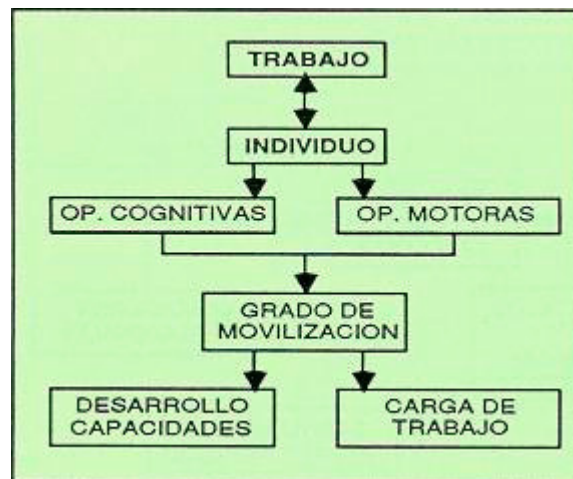 TRABAJO
INDIVIDUO
OP. COGNITIVAS
OP. MOTORAS
GRADO DE
MOVILIZACION
DESARROLLO
CAPACIDADES
CARGA DE
TRABAJO